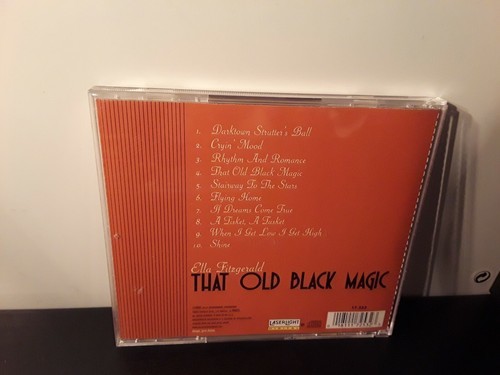 1. Darktown Strutter's Ball
2. Cryin' Mood
3. Rhythm And Romance
4. That Old Black Magic
5. Stairway To The Stars
6. Flying Home
7. If Dreams Come True
8. A Tisket, A Tasket
9. When I Get Low I Get High
10. Show
Ella Fitzgerald
THAT OLD BLACK MAGIC
LASERLIGHT